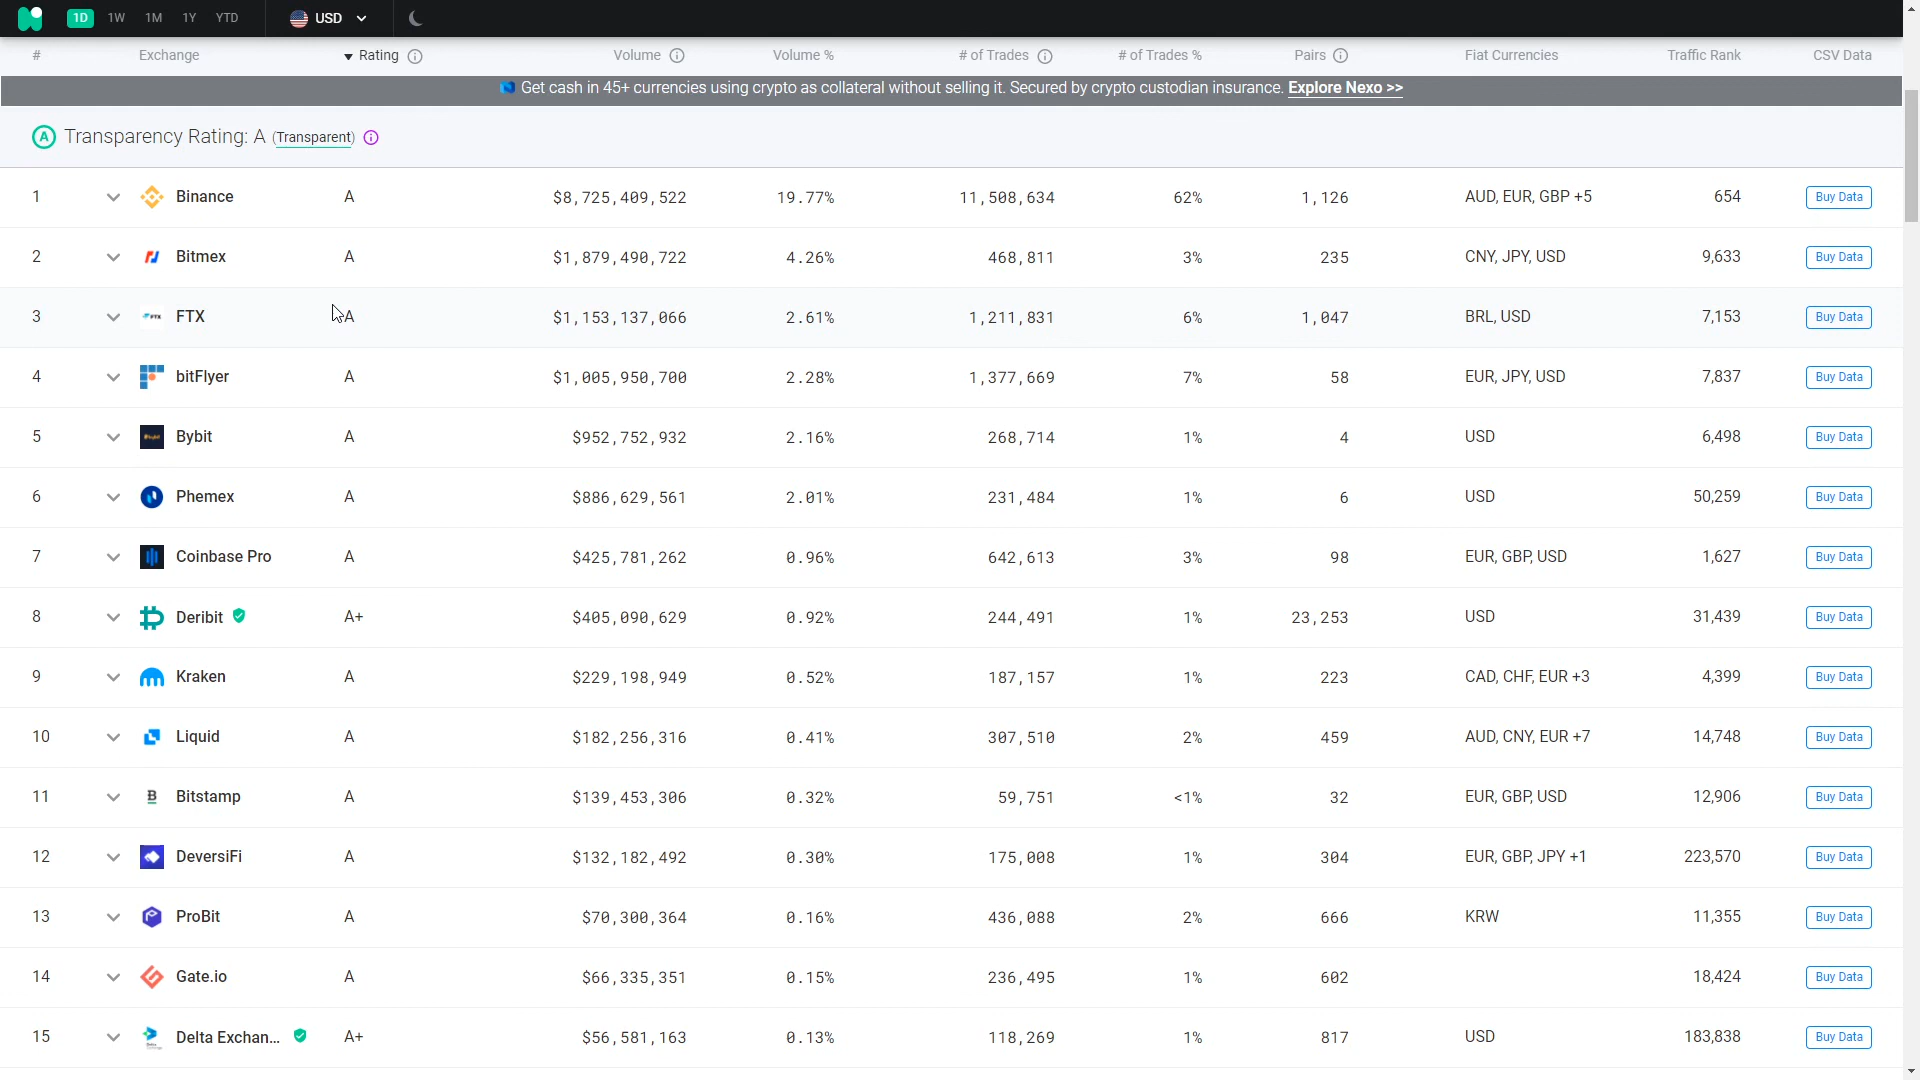 1D 1W 1M 1Y YTD USD
# Exchange Rating Volume Volume % # of Trades # of Trades % Pairs Fiat Currencies Traffic Rank CSV Data
Get cash in 45+ currencies using crypto as collateral without selling it. Secured by crypto custodian insurance. Explore Nexo >>
A Transparency Rating: A (Transparent)
1 Binance A $8,725,409,522 19.77% 11,508,634 62% 1,126 AUD, EUR, GBP +5 654 Buy Data
2 Bitmex A $1,879,490,722 4.26% 468,811 3% 235 CNY, JPY, USD 9,633 Buy Data
3 FTX FTX A $1,153,137,066 2.61% 1,211,831 6% 1,047 BRL, USD 7,153 Buy Data
4 bitFlyer A $1,005,950,700 2.28% 1,377,669 7% 58 EUR, JPY, USD 7,837 Buy Data
5 Bybit A $952,752,932 2.16% 268,714 1% 4 USD 6,498 Buy Data
6 Phemex A $886,629,561 2.01% 231,484 1% 6 USD 50,259 Buy Data
7 Coinbase Pro A $425,781,262 0.96% 642,613 3% 98 EUR, GBP, USD 1,627 Buy Data
8 Deribit A+ $405,090,629 0.92% 244,491 1% 23,253 USD 31,439 Buy Data
9 Kraken A $229,198,949 0.52% 187,157 1% 223 CAD, CHF, EUR +3 4,399 Buy Data
10 Liquid A $182,256,316 0.41% 307,510 2% 459 AUD, CNY, EUR +7 14,748 Buy Data
11 Bitstamp A $139,453,306 0.32% 59,751 <1% 32 EUR, GBP, USD 12,906 Buy Data
12 DeversiFi A $132,182,492 0.30% 175,008 1% 304 EUR, GBP, JPY +1 223,570 Buy Data
13 ProBit A $70,300,364 0.16% 436,088 2% 666 KRW 11,355 Buy Data
14 Gate.io A $66,335,351 0.15% 236,495 1% 602 18,424 Buy Data
15 Delta Exchan... A+ $56,581,163 0.13% 118,269 1% 817 USD 183,838 Buy Data